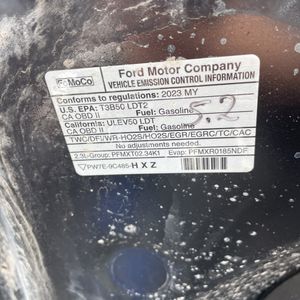 FoMoCo
Ford Motor Company
VEHICLE EMISSION CONTROL INFORMATION
Conforms to regulations: 2023 MY
U.S. EPA: T3B50 LDT2
CA OBD II Fuel: Gasoline
California: ULEV50 LDT
CA OBD II Fuel: Gasoline
5.2
TWC/DFI/WR-HO2S/HO2S/EGR/EGRC/TC/CAC
No adjustments needed.
2.3L-Group: PFMXT02.34K1 Evap: PFMXR0185NDF
PW7E-9C485-HXZ